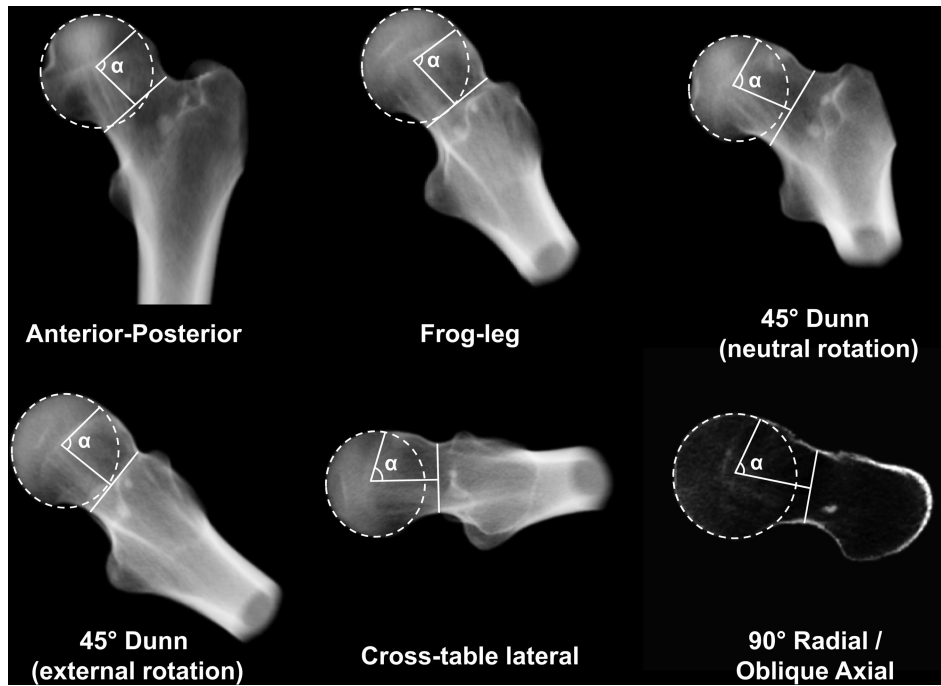 α
α
α
Anterior-Posterior
Frog-leg
45° Dunn
(neutral rotation)
α
α
α
45° Dunn
(external rotation)
Cross-table lateral
90° Radial /
Oblique Axial